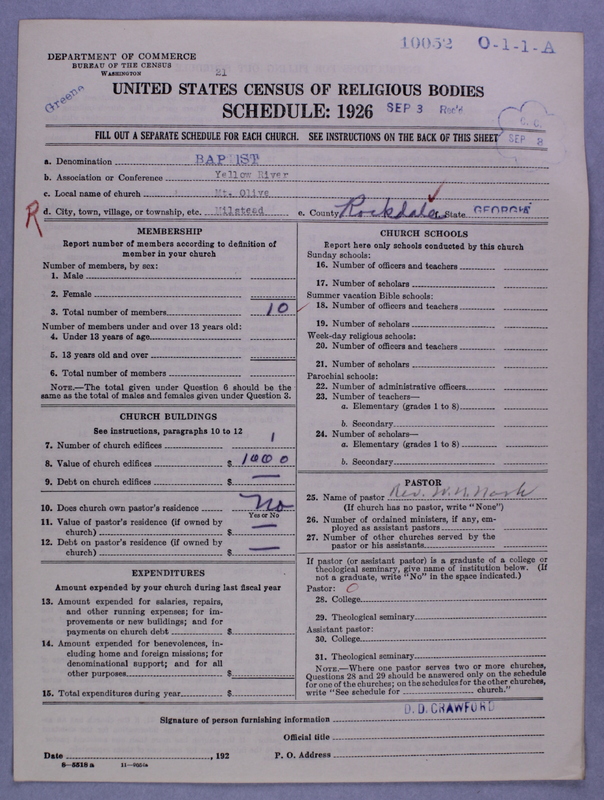 10052 O-1-1-A
DEPARTMENT OF COMMERCE
BUREAU OF THE CENSUS
WASHINGTON
21
Greene
UNITED STATES CENSUS OF RELIGIOUS BODIES
SCHEDULE: 1926 SEP 3 Rec'd
C.C.
SEP 3
FILL OUT A SEPARATE SCHEDULE FOR EACH CHURCH. SEE INSTRUCTIONS ON THE BACK OF THIS SHEET
a. Denomination BAPTIST
b. Association or Conference Yellow River
c. Local name of church Mt. Olive
R d. City, town, village, or township, etc. Milstead e. County Rockdale State GEORGIA
MEMBERSHIP
Report number of members according to definition of
member in your church
Number of members, by sex:
1. Male
2. Female
3. Total number of members 10
Number of members under and over 13 years old:
4. Under 13 years of age
5. 13 years old and over
6. Total number of members
NOTE.—The total given under Question 6 should be
same as the total of males and females given under Question 3.
CHURCH BUILDINGS
See instructions, paragraphs 10 to 12
7. Number of church edifices 1
8. Value of church edifices $ 1000
9. Debt on church edifices $ —
10. Does church own pastor's residence No
Yes or No
11. Value of pastor's residence (if owned by
church) $ —
12. Debt on pastor's residence (if owned by
church) $ —
EXPENDITURES
Amount expended by your church during last fiscal year
13. Amount expended for salaries, repairs,
and other running expenses; for im-
provements or new buildings; and for
payments on church debt $
14. Amount expended for benevolences, in-
cluding home and foreign missions; for
denominational support; and for all
other purposes $
15. Total expenditures during year $
CHURCH SCHOOLS
Report here only schools conducted by this church
Sunday schools:
16. Number of officers and teachers
17. Number of scholars
Summer vacation Bible schools:
18. Number of officers and teachers
19. Number of scholars
Week-day religious schools:
20. Number of officers and teachers
21. Number of scholars
Parochial schools:
22. Number of administrative officers
23. Number of teachers—
a. Elementary (grades 1 to 8)
b. Secondary
24. Number of scholars—
a. Elementary (grades 1 to 8)
b. Secondary
PASTOR
25. Name of pastor Rev. W. N. Nash
(If church has no pastor, write "None")
26. Number of ordained ministers, if any, em-
ployed as assistant pastors
27. Number of other churches served by the
pastor or his assistants
If pastor (or assistant pastor) is a graduate of a college or
theological seminary, give name of institution below. (If
not a graduate, write "No" in the space indicated.)
Pastor: O
28. College
29. Theological seminary
Assistant pastor:
30. College
31. Theological seminary
NOTE.—Where one pastor serves two or more churches,
Questions 28 and 29 should be answered only on the schedule
for one of the churches; on the schedules for the other churches,
write "See schedule for church."
D. D. CRAWFORD
Signature of person furnishing information
Official title
Date , 192 P. O. Address
8—5518 a